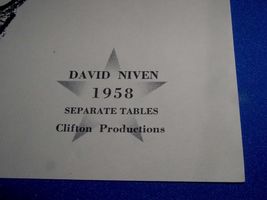 DAVID NIVEN
1958
SEPARATE TABLES
Clifton Productions